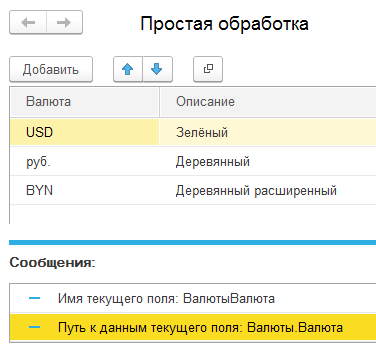 Простая обработка
Добавить
Валюта Описание
USD Зелёный
руб. Деревянный
BYN Деревянный расширенный
Сообщения:
Имя текущего поля: ВалютыВалюта
Путь к данным текущего поля: Валюты.Валюта